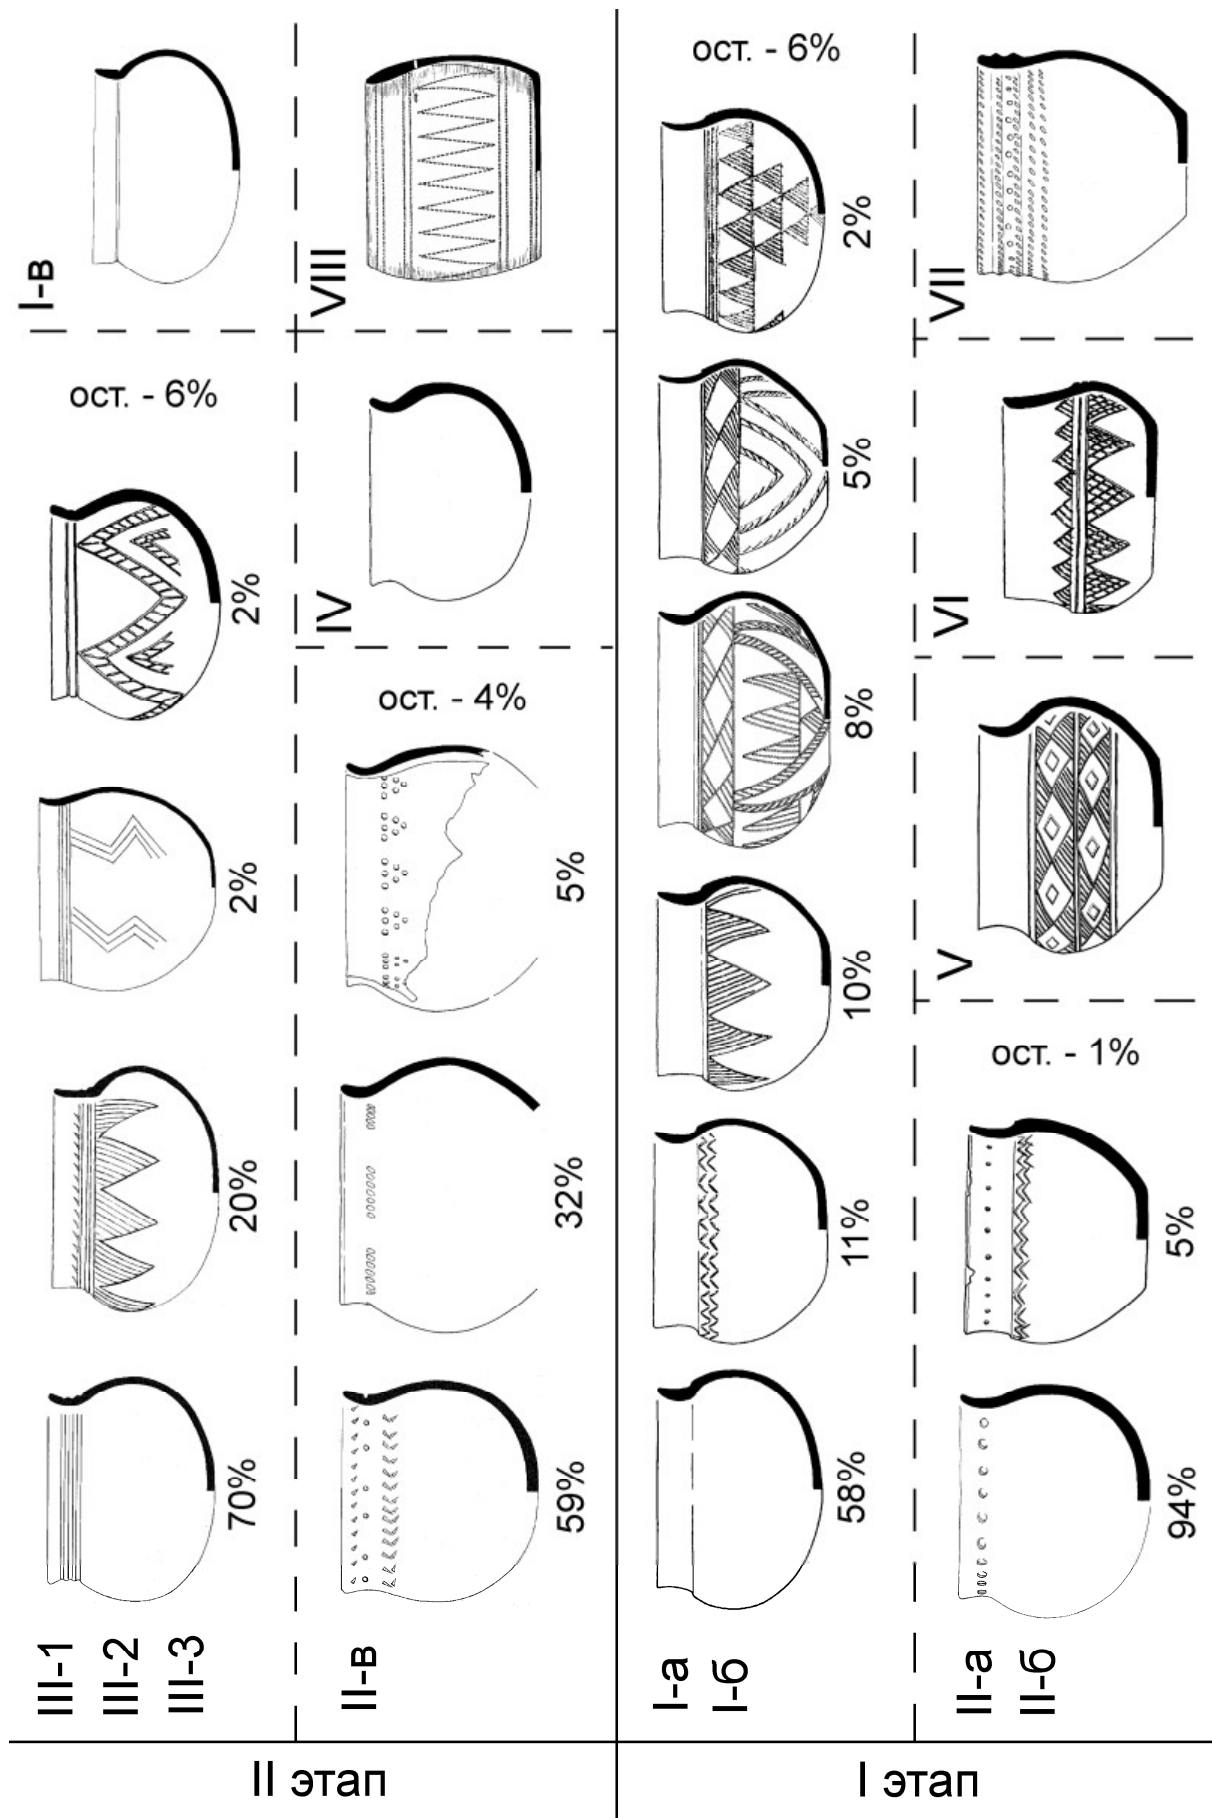 I-в
VIII
ост. - 6%
2%
VII
ост. - 6%
5%
2%
IV
VI
ост. - 4%
8%
2%
5%
V
10%
ост. - 1%
20%
32%
11%
5%
70%
59%
58%
94%
III-1
III-2
III-3
II-в
I-а
I-б
II-а
II-б
II этап
I этап